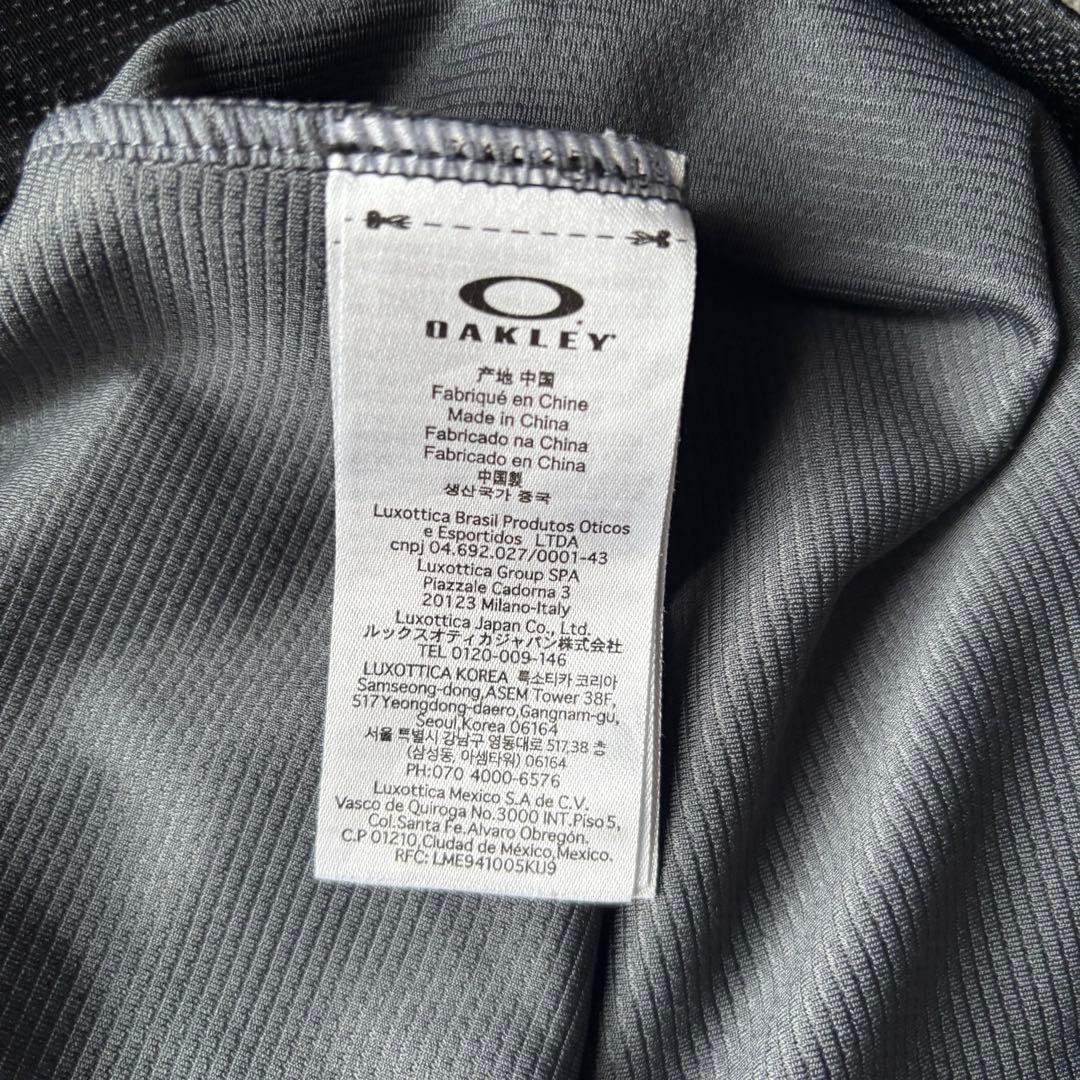 OAKLEY
产地 中国
Fabriqué en Chine
Made in China
Fabricado na China
Fabricado en China
中国製
생산국가 중국
Luxottica Brasil Produtos Oticos
e Esportidos LTDA
cnpj 04.692.027/0001-43
Luxottica Group SPA
Piazzale Cadorna 3
20123 Milano-Italy
Luxottica Japan Co., Ltd.
ルックスオティカジャパン株式会社
TEL 0120-009-146
LUXOTTICA KOREA 룩소티카 코리아
Samseong-dong,ASEM Tower 38F,
517 Yeongdong-daero,Gangnam-gu,
Seoul,Korea 06164
서울 특별시 강남구 영동대로 517,38 층
(삼성동, 아셈타워) 06164
PH:070 4000-6576
Luxottica Mexico S.A de C.V.
Vasco de Quiroga No.3000 INT.Piso 5,
Col.Santa Fe.Alvaro Obregón.
C.P 01210,Ciudad de México,Mexico.
RFC: LME941005KU9